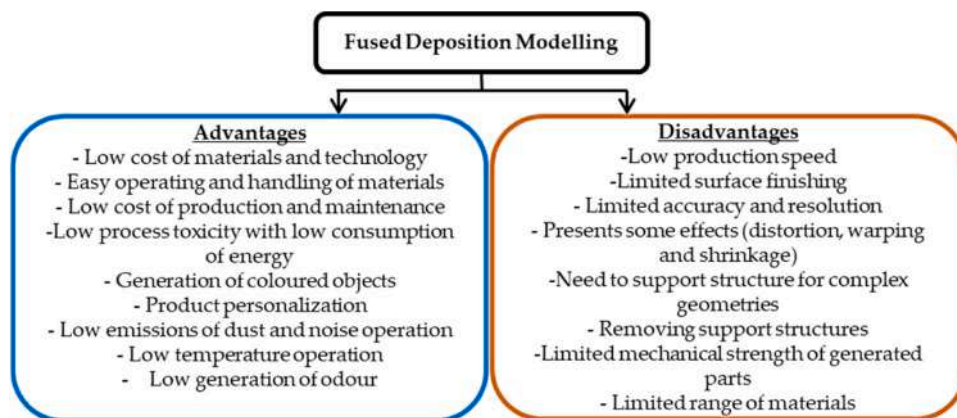 Fused Deposition Modelling
Advantages
- Low cost of materials and technology
- Easy operating and handling of materials
- Low cost of production and maintenance
-Low process toxicity with low consumption
of energy
- Generation of coloured objects
- Product personalization
- Low emissions of dust and noise operation
- Low temperature operation
- Low generation of odour
Disadvantages
-Low production speed
-Limited surface finishing
- Limited accuracy and resolution
- Presents some effects (distortion, warping
and shrinkage)
-Need to support structure for complex
geometries
- Removing support structures
-Limited mechanical strength of generated
parts
- Limited range of materials